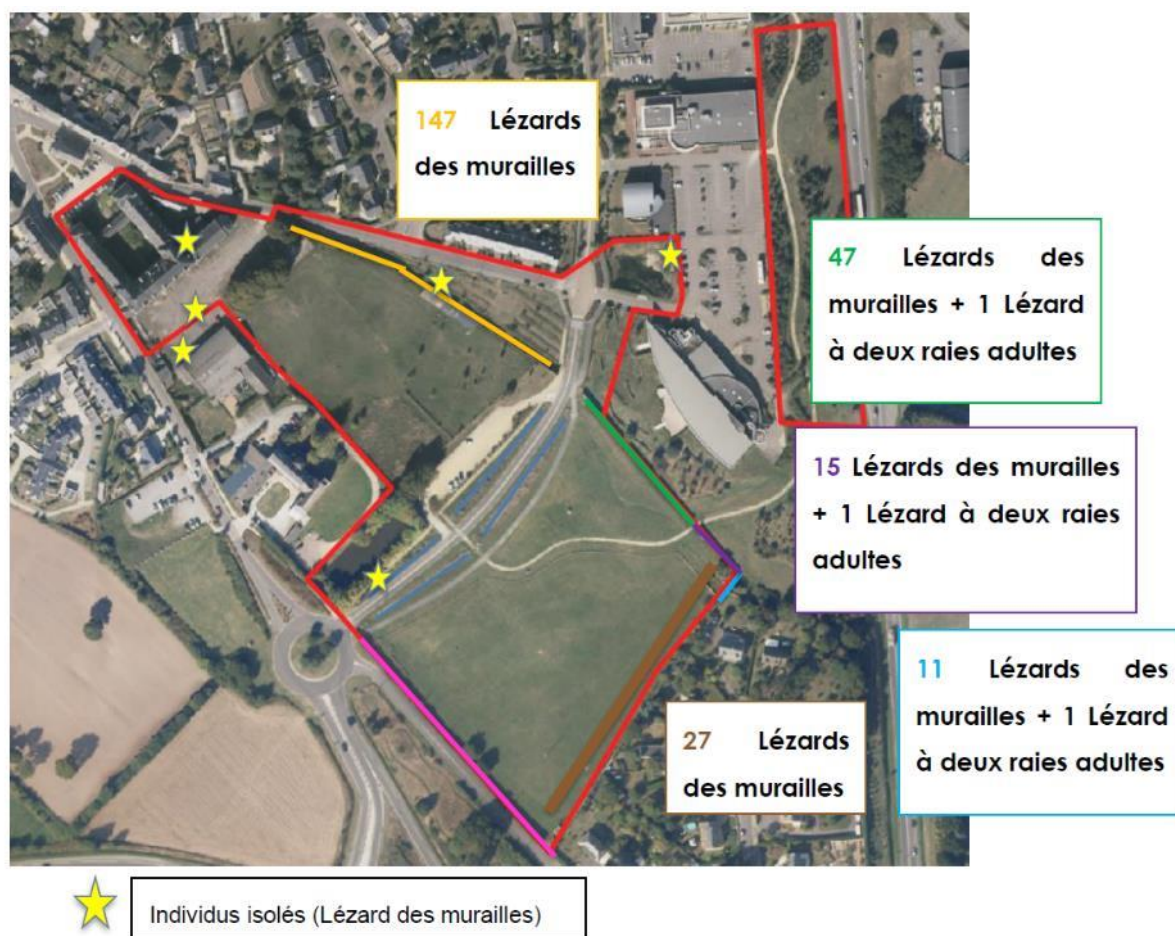 147 Lézards
des murailles
47 Lézards des
murailles + 1 Lézard
à deux raies adultes
15 Lézards des murailles
+ 1 Lézard à deux raies
adultes
11 Lézards des
murailles + 1 Lézard
à deux raies adultes
27 Lézards
des murailles
Individus isolés (Lézard des murailles)